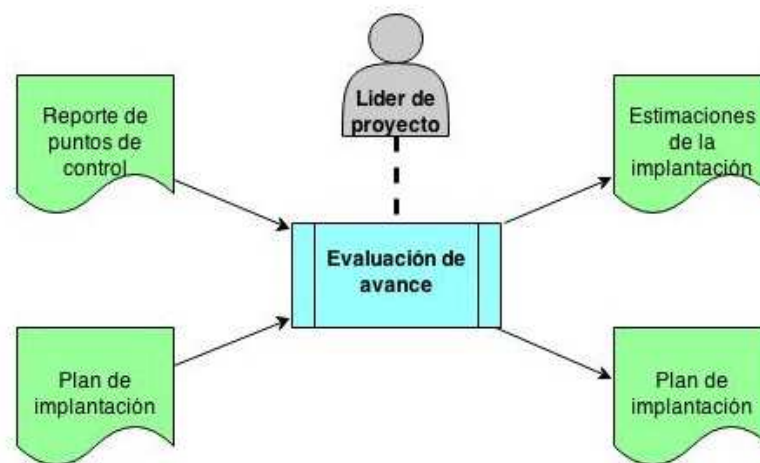 Lider de
proyecto
Reporte de
puntos de
control
Estimaciones
de la
implantación
Evaluación de
avance
Plan de
implantación
Plan de
implantación